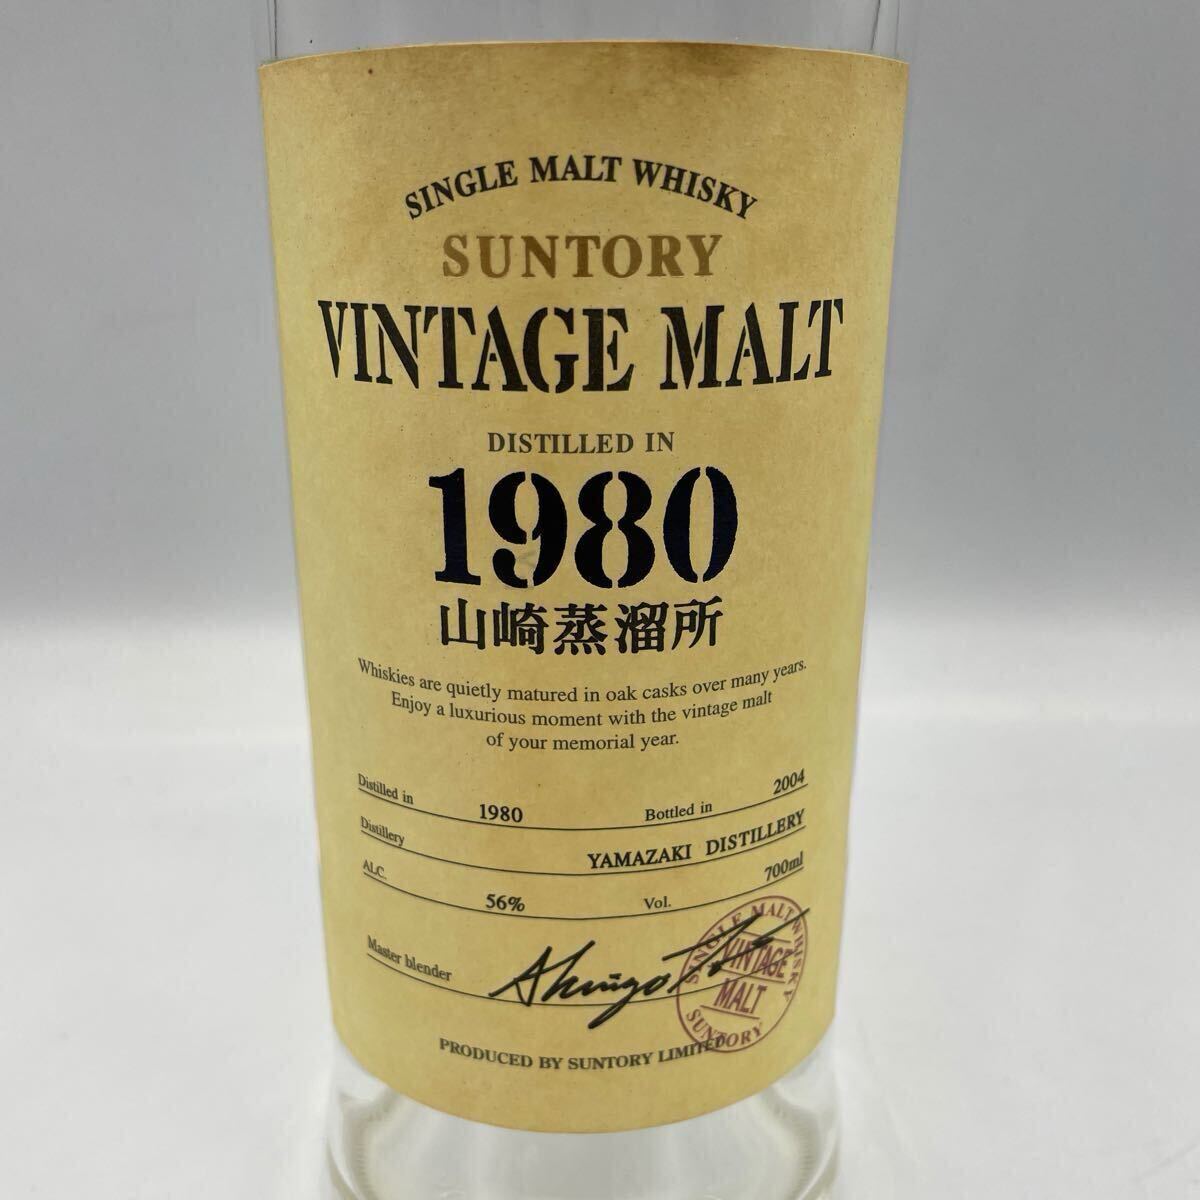 SINGLE MALT WHISKY
SUNTORY
VINTAGE MALT
DISTILLED IN
1980
山崎蒸溜所
Whiskies are quietly matured in oak casks over many years.
Enjoy a luxurious moment with the vintage malt
of your memorial year.
Distilled in 1980 Bottled in 2004
Distillery YAMAZAKI DISTILLERY
ALC. 56% Vol. 700ml
Master blender
SINGLE MALT WHISKY
VINTAGE
MALT
SUNTORY
PRODUCED BY SUNTORY LIMITED